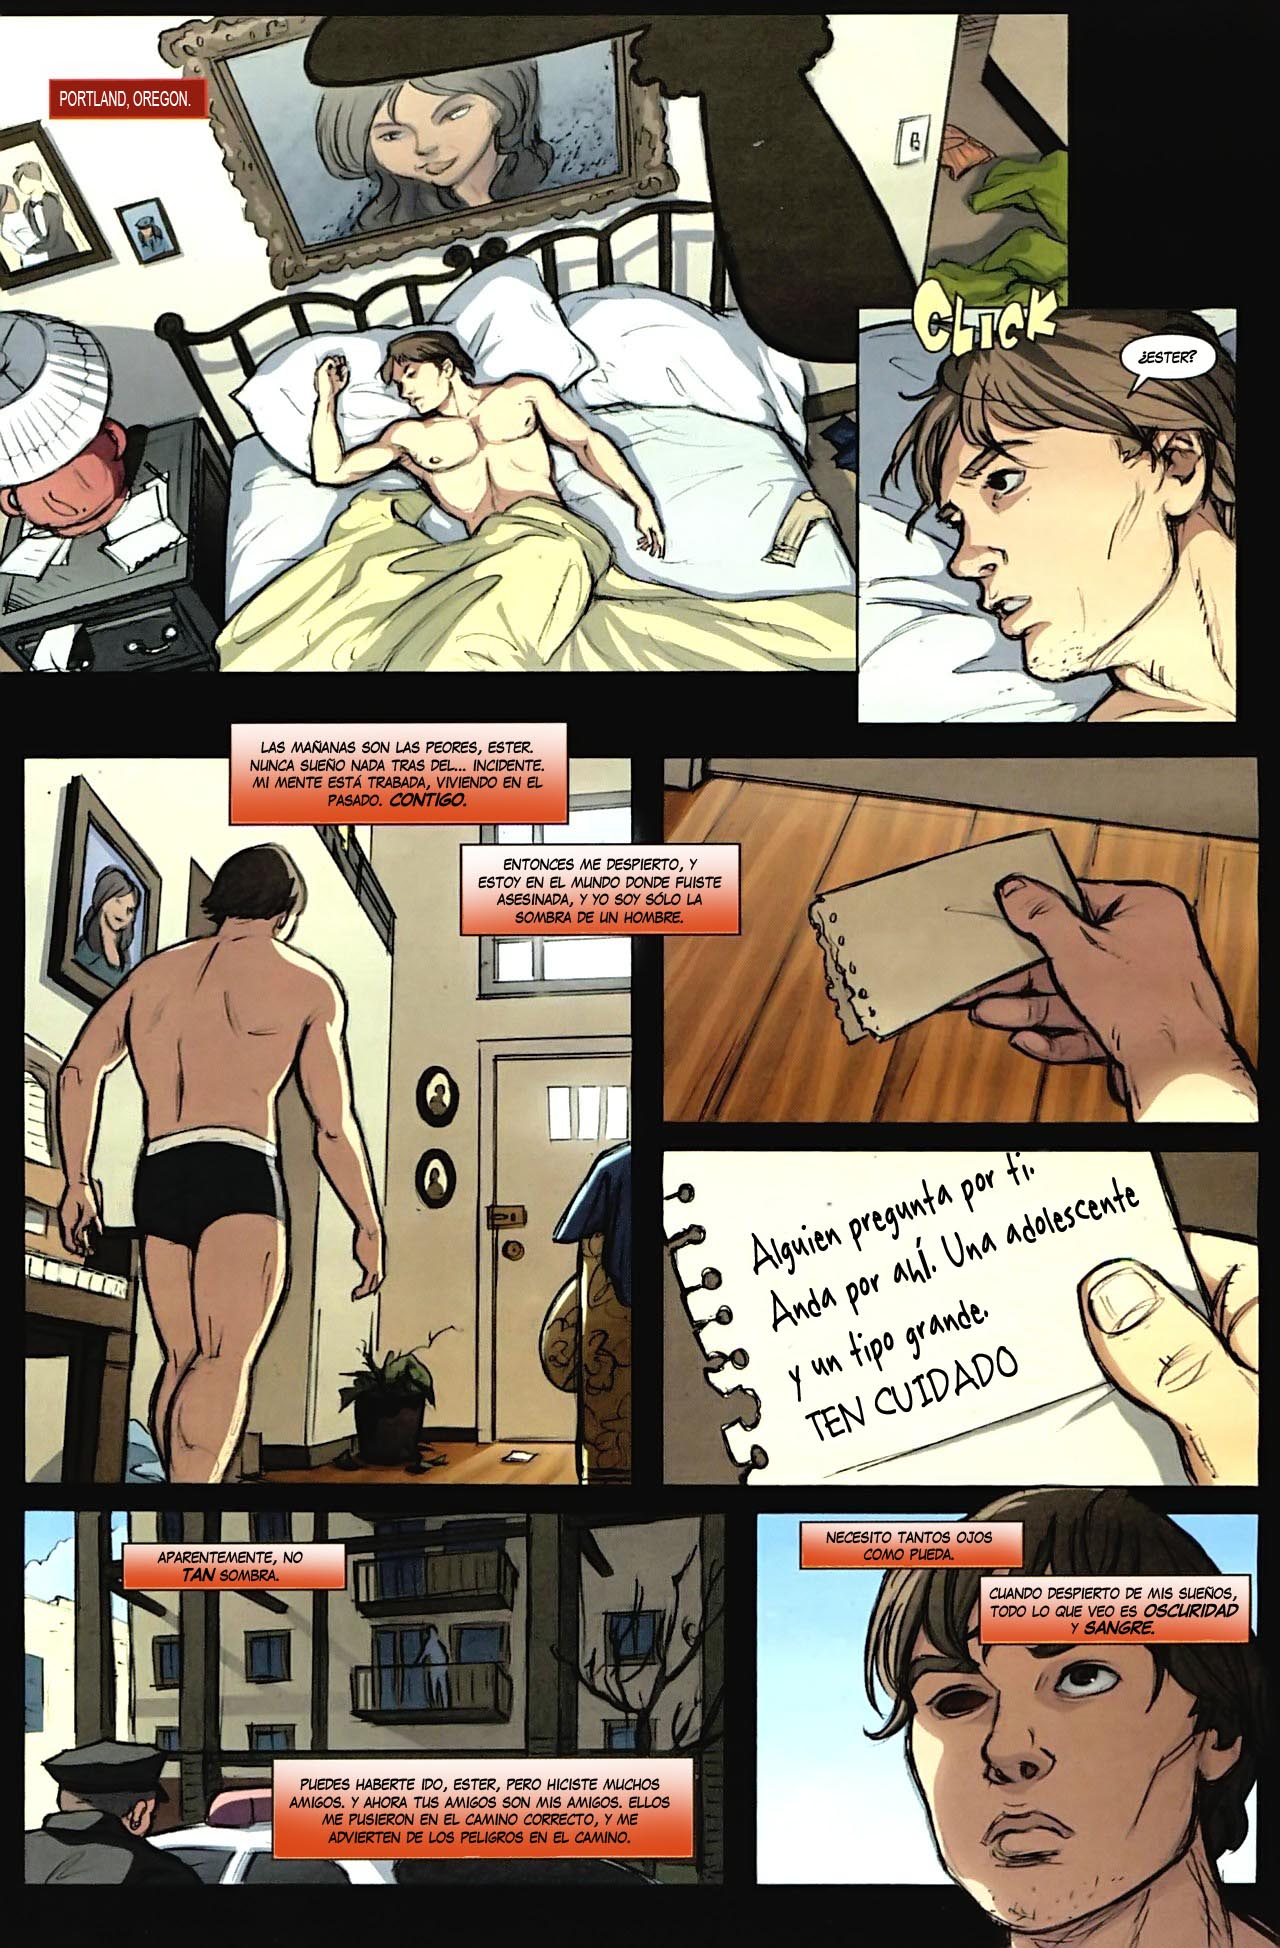 PORTLAND, OREGON.
CLICK
¿ESTER?
LAS MAÑANAS SON LAS PEORES, ESTER.
NUNCA SUEÑO NADA TRAS DEL... INCIDENTE.
MI MENTE ESTÁ TRABADA, VIVIENDO EN EL
PASADO. CONTIGO.
ENTONCES ME DESPIERTO, Y
ESTOY EN EL MUNDO DONDE FUISTE
ASESINADA, Y YO SOY SÓLO LA
SOMBRA DE UN HOMBRE.
Alguien pregunta por ti.
Anda por ahÍ. Una adolescente
y un tipo grande.
TEN CUIDADO
APARENTEMENTE, NO
TAN SOMBRA.
PUEDES HABERTE IDO, ESTER, PERO HICISTE MUCHOS
AMIGOS. Y AHORA TUS AMIGOS SON MIS AMIGOS. ELLOS
ME PUSIERON EN EL CAMINO CORRECTO, Y ME
ADVIERTEN DE LOS PELIGROS EN EL CAMINO.
NECESITO TANTOS OJOS
COMO PUEDA.
CUANDO DESPIERTO DE MIS SUEÑOS,
TODO LO QUE VEO ES OSCURIDAD
Y SANGRE.